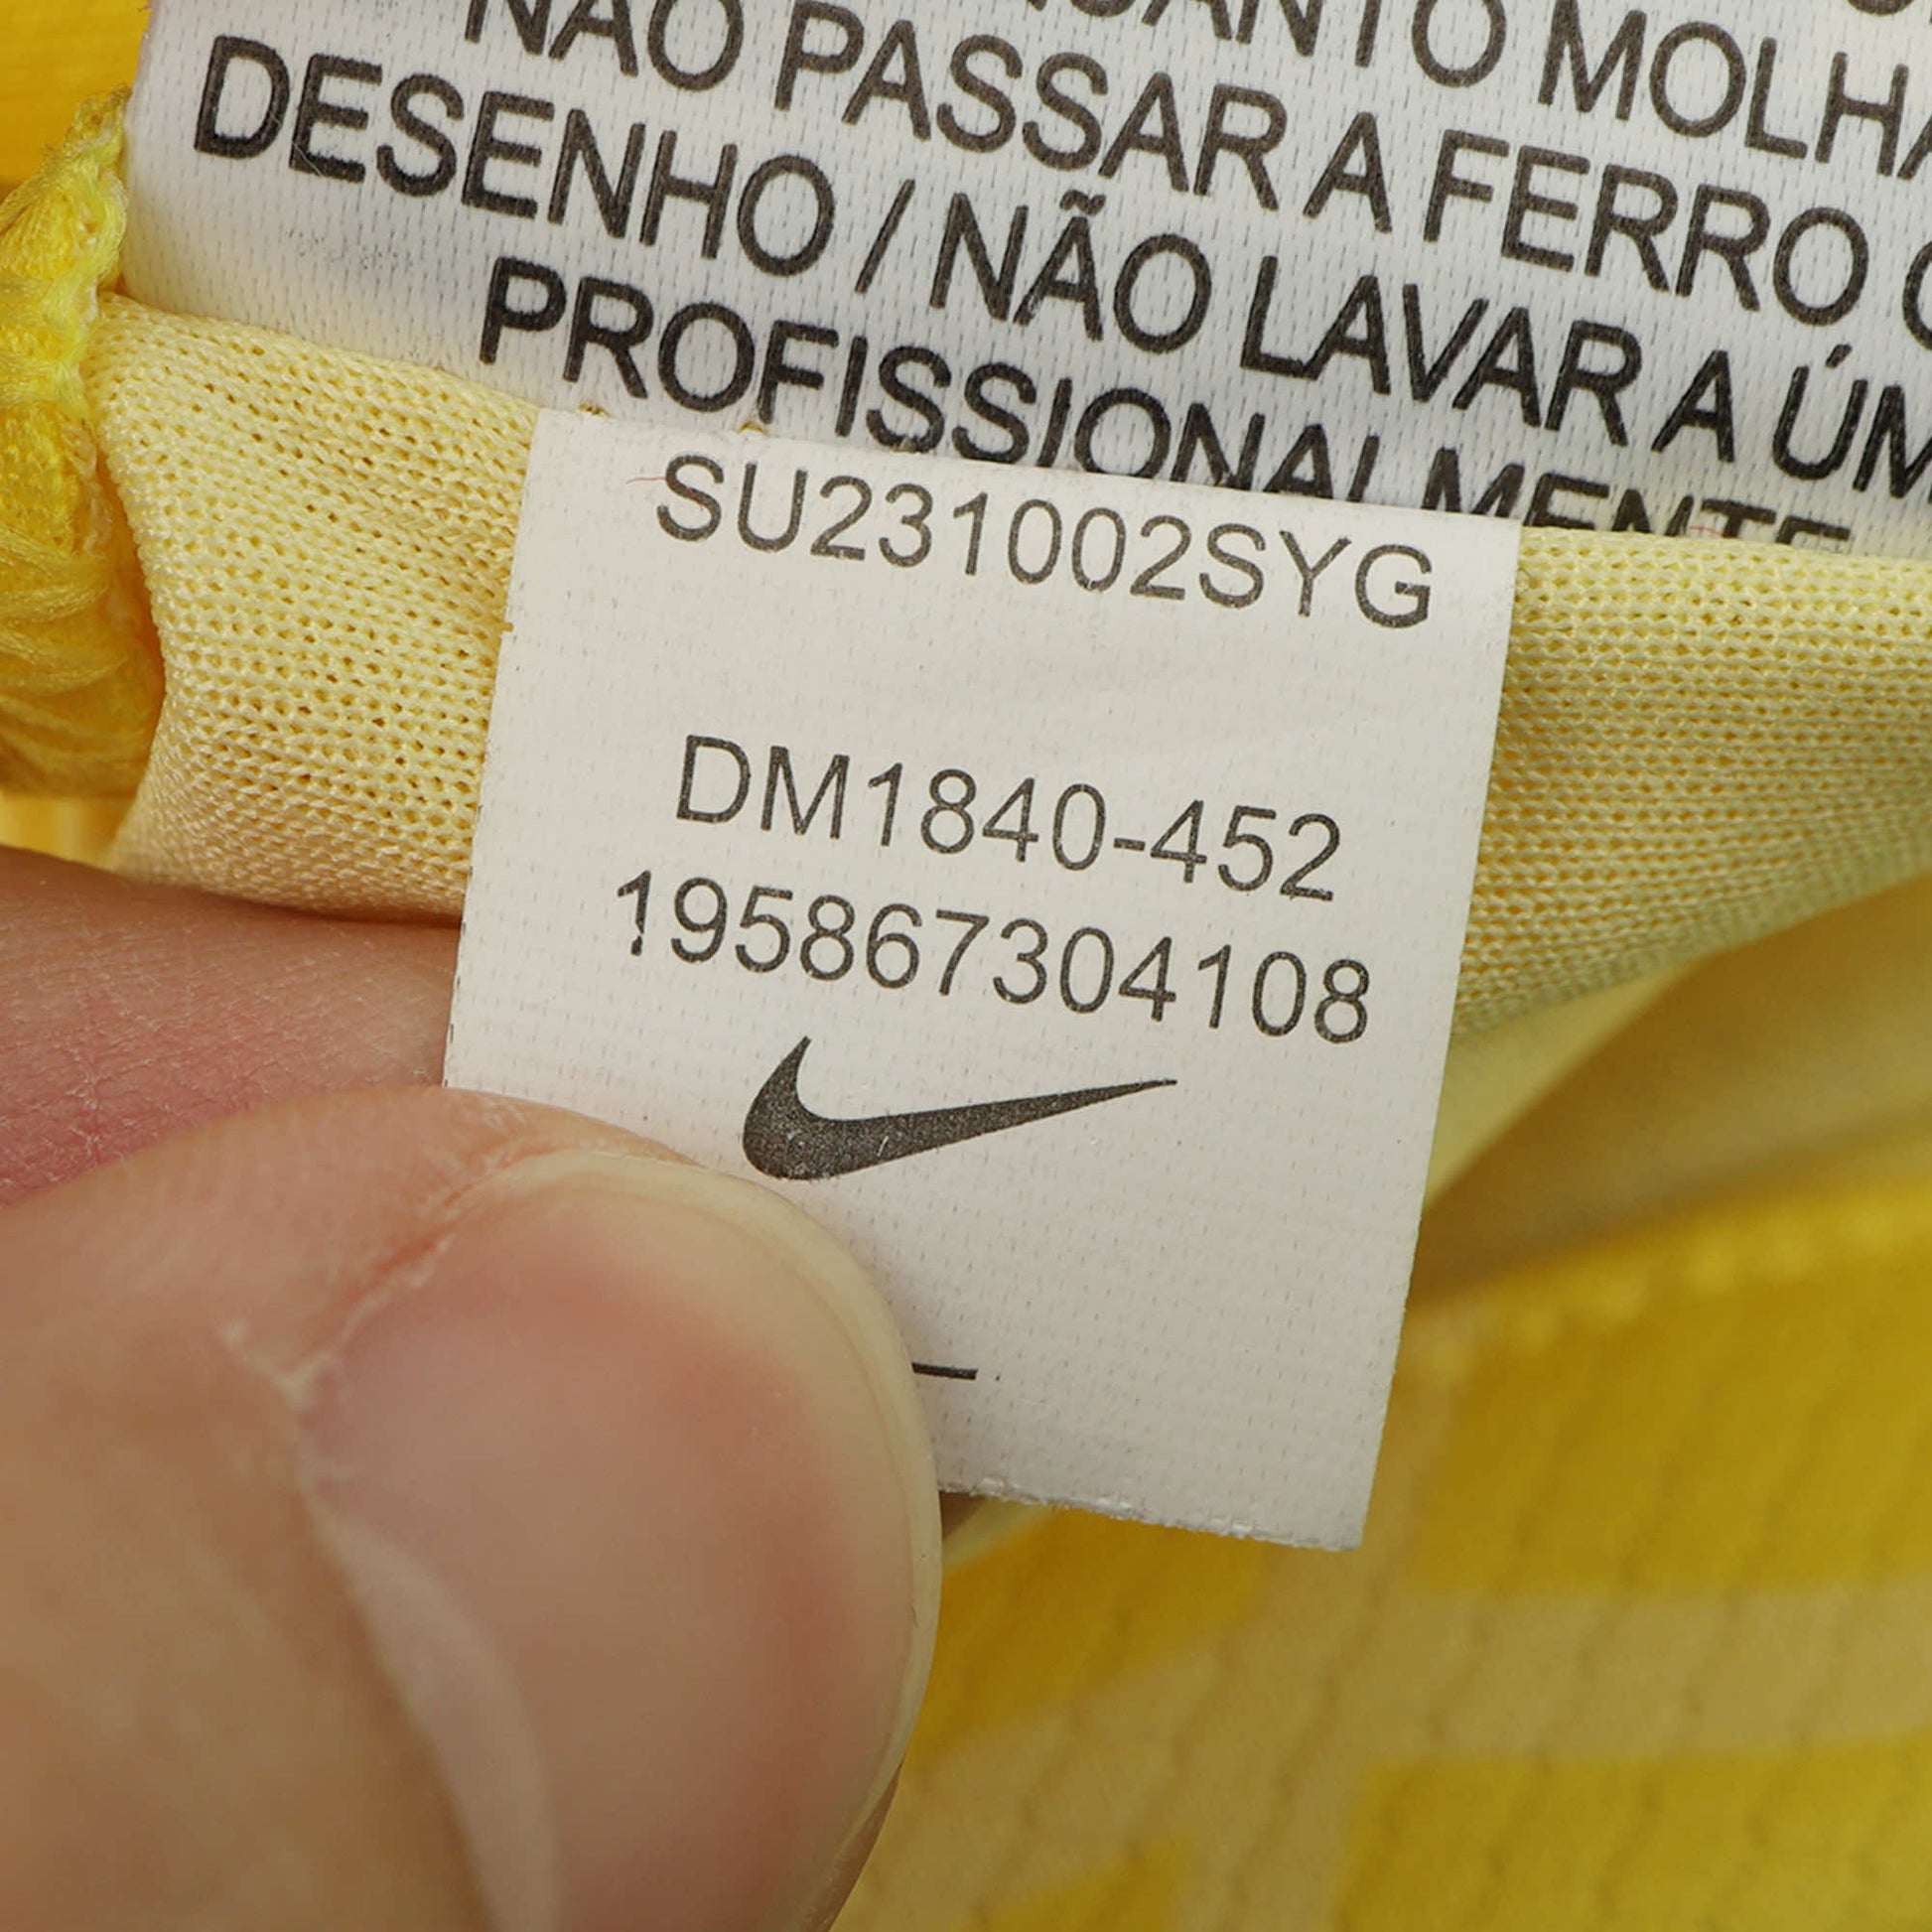 NÃO PASSAR A FERRO
DESENHO / NÃO LAVAR A
PROFISSIONALMENTE
SU231002SYG
DM1840-452
195867304108